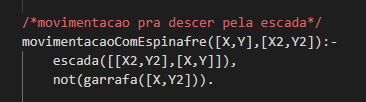 /*movimentacao pra descer pela escada*/
movimentacaoComEspinafre([X,Y],[X2,Y2]):-
escada([[X2,Y2],[X,Y]]),
not(garrafa([X,Y2])).